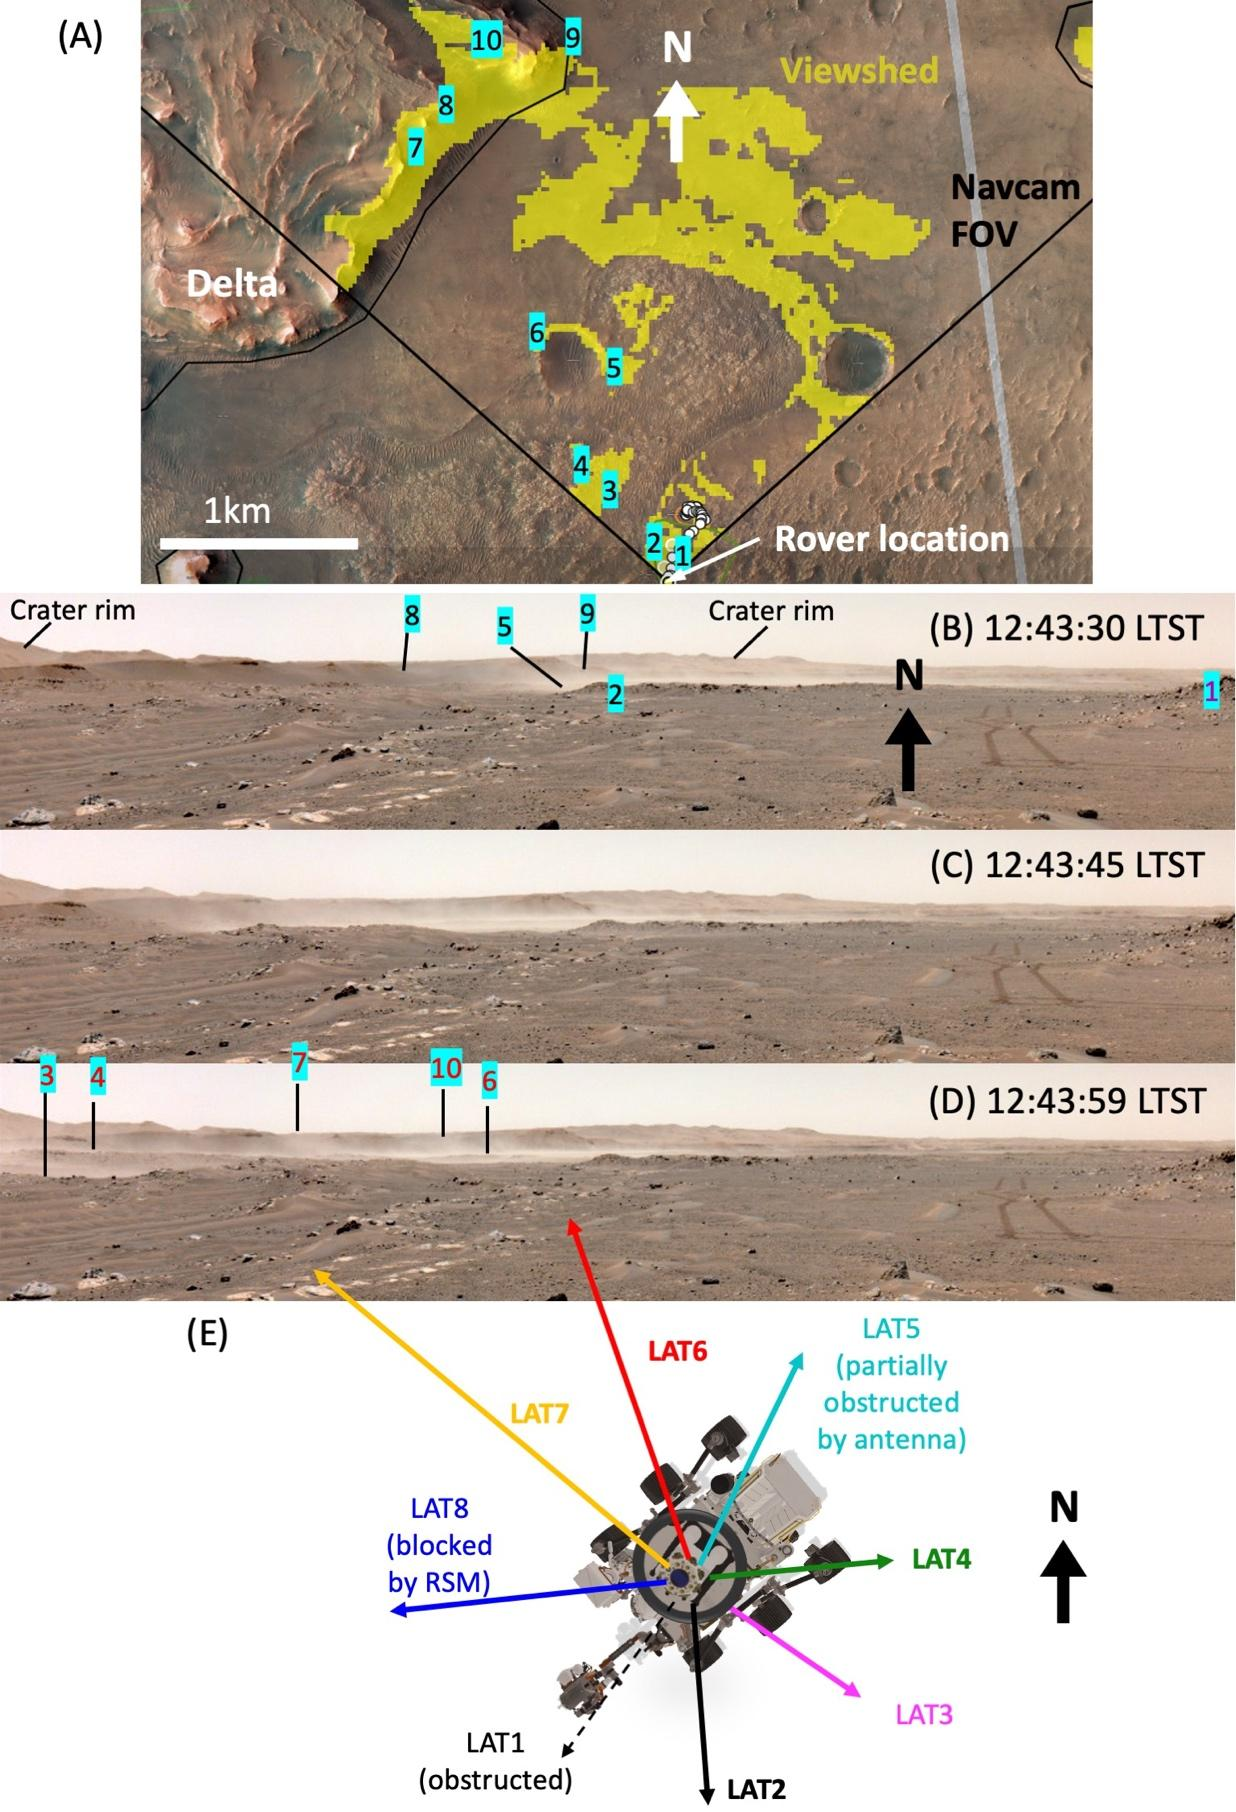 (A)
10
9
N
Viewshed
8
7
Navcam
FOV
Delta
6
5
4
3
1km
2
1
Rover location
Crater rim
8
5
9
Crater rim
(B) 12:43:30 LTST
N
2
1
(C) 12:43:45 LTST
3
4
7
10
6
(D) 12:43:59 LTST
(E)
LAT6
LAT5
(partially
obstructed
by antenna)
LAT7
LAT8
(blocked
by RSM)
N
LAT4
LAT3
LAT1
(obstructed)
LAT2